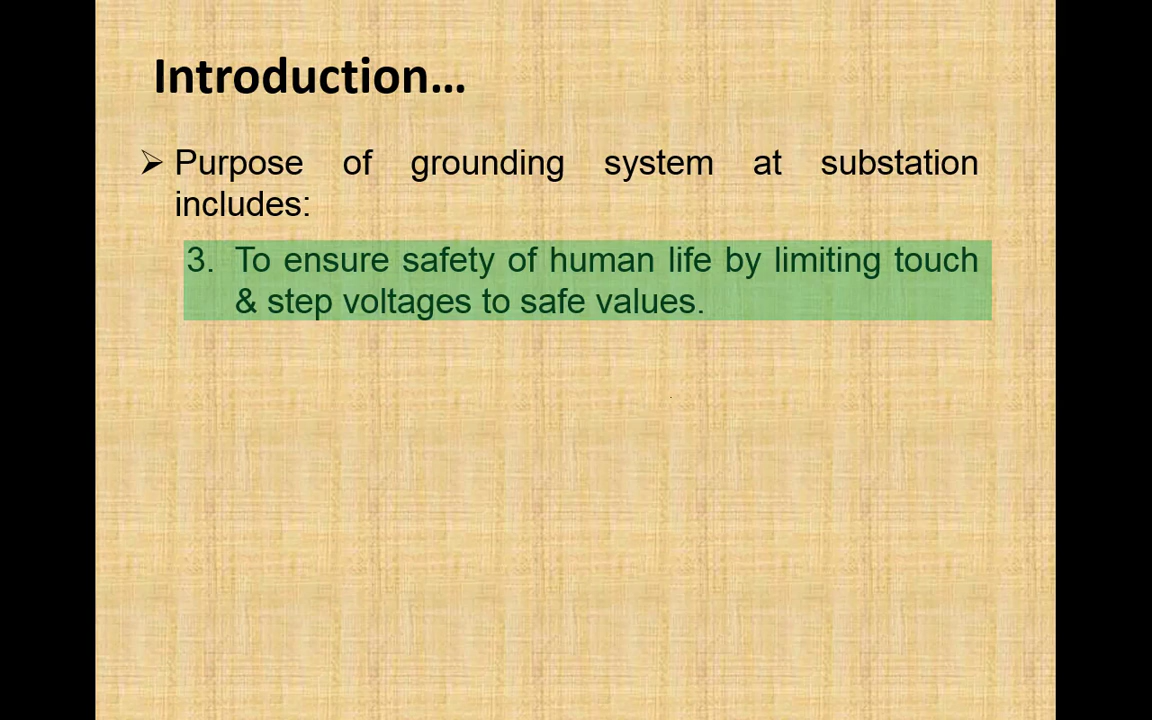 Introduction...
➢ Purpose of grounding system at substation
includes:
3. To ensure safety of human life by limiting touch
& step voltages to safe values.